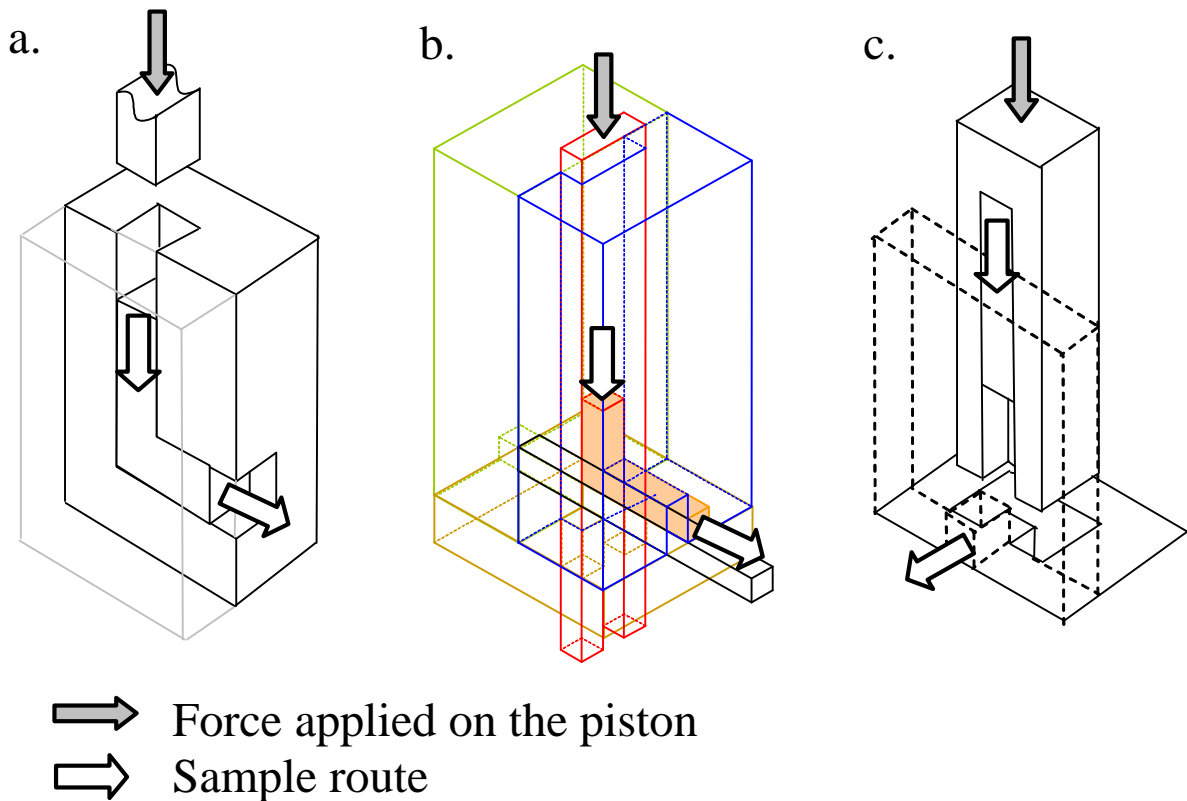 a.
b.
c.
Force applied on the piston
Sample route